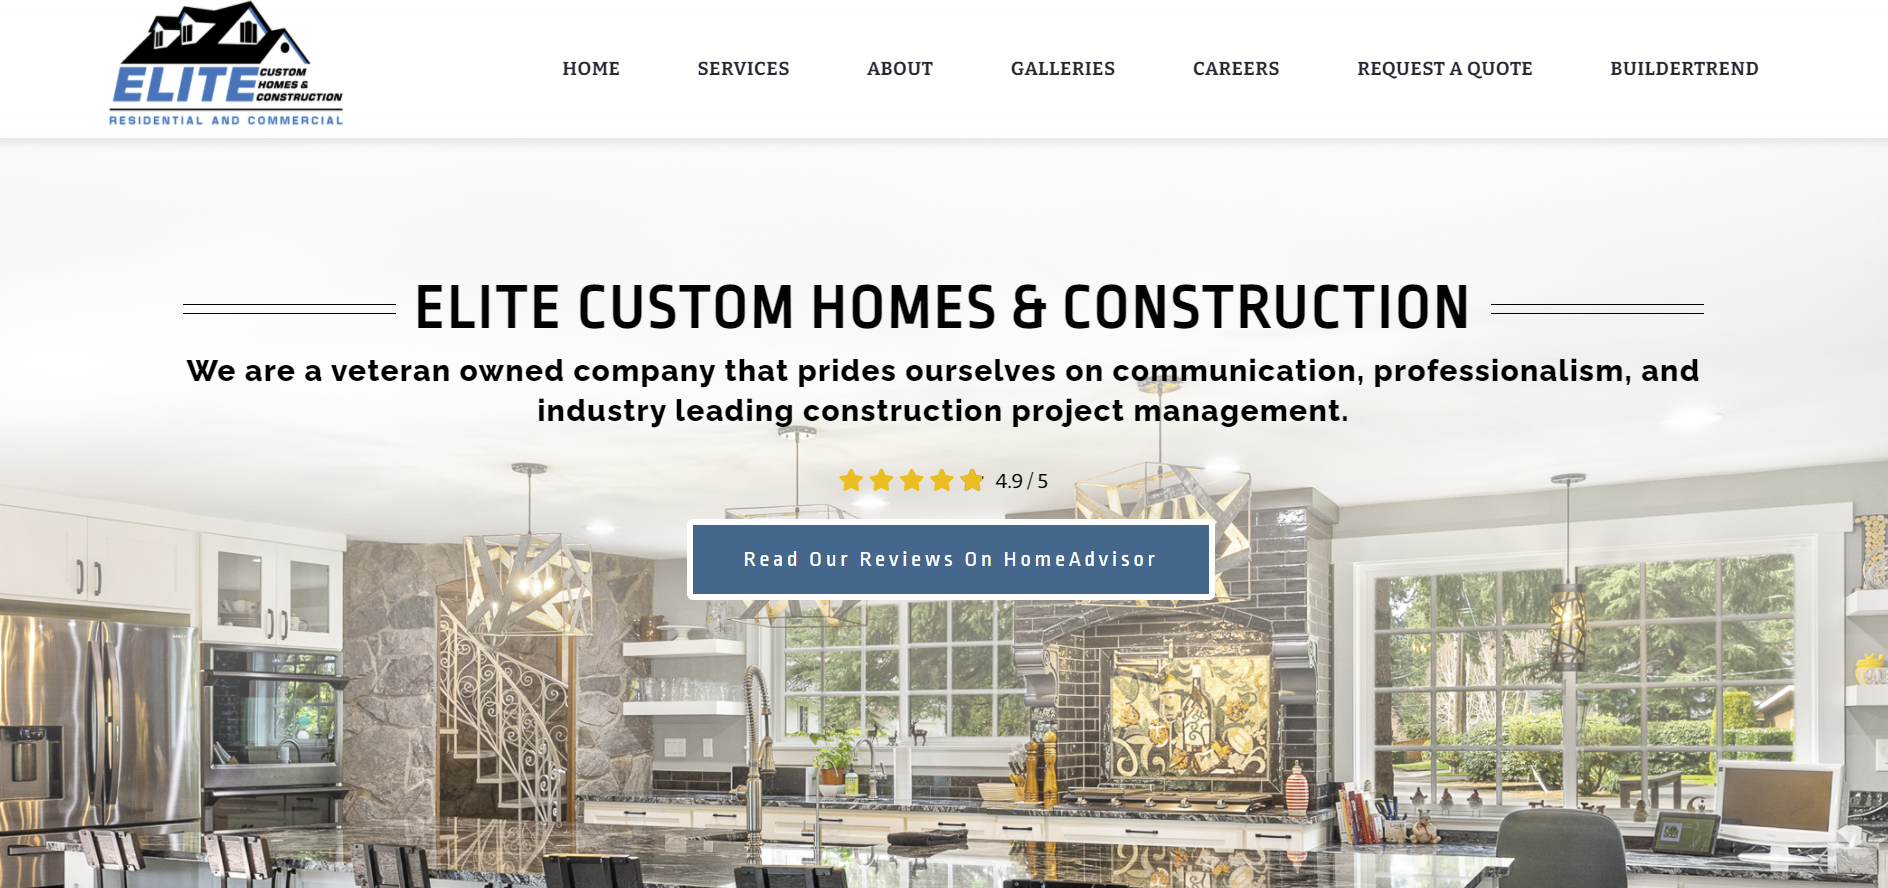 ELITE CUSTOM
HOMES &
CONSTRUCTION
RESIDENTIAL AND COMMERCIAL
HOME SERVICES ABOUT GALLERIES CAREERS REQUEST A QUOTE BUILDERTREND
ELITE CUSTOM HOMES & CONSTRUCTION
We are a veteran owned company that prides ourselves on communication, professionalism, and
industry leading construction project management.
4.9 / 5
Read Our Reviews On HomeAdvisor